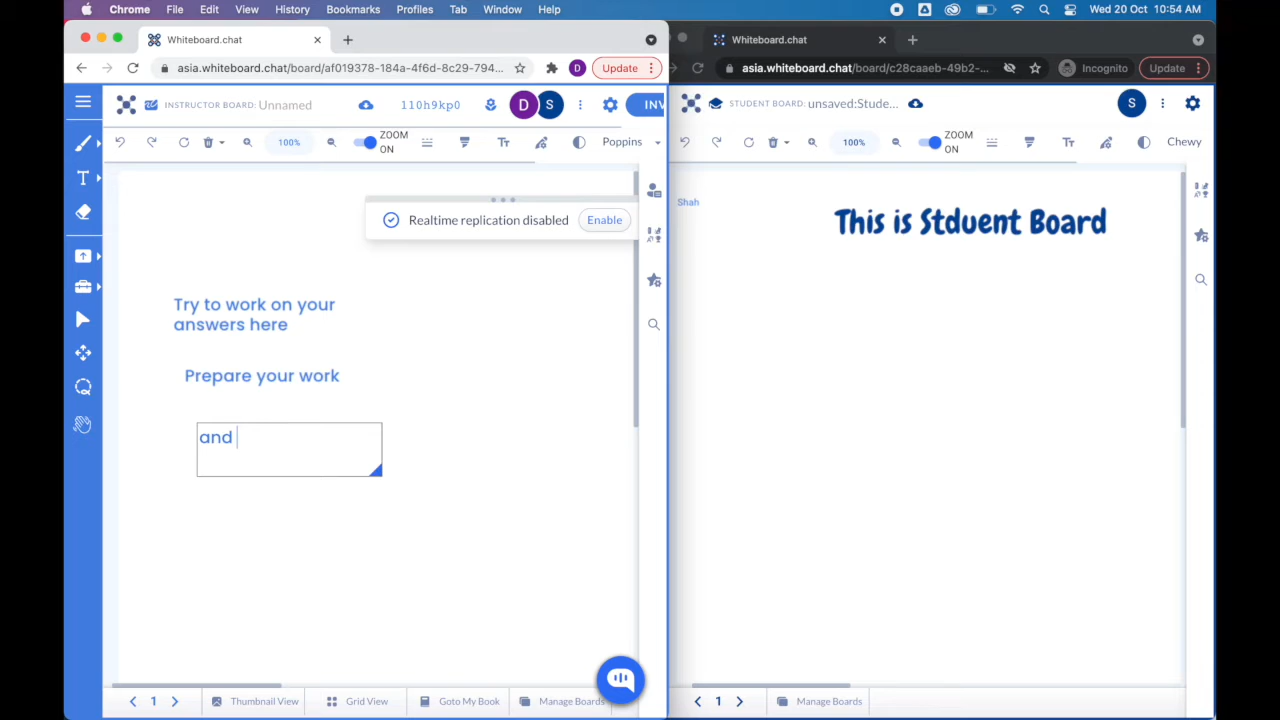 Chrome File Edit View History Bookmarks Profiles Tab Window Help Wed 20 Oct 10:54 AM
Whiteboard.chat
asia.whiteboard.chat/board/af019378-184a-4f6d-8c29-794... D Update
INSTRUCTOR BOARD: Unnamed 110h9kp0 D S INV
100% ZOOM ON Poppins
Realtime replication disabled Enable
Try to work on your
answers here
Prepare your work
and
1 Thumbnail View Grid View Goto My Book Manage Boards
Whiteboard.chat
asia.whiteboard.chat/board/c28caaeb-49b2-... Incognito Update
STUDENT BOARD: unsaved:Stude... S
100% ZOOM ON Chewy
Shah
This is Stduent Board
1 Manage Boards